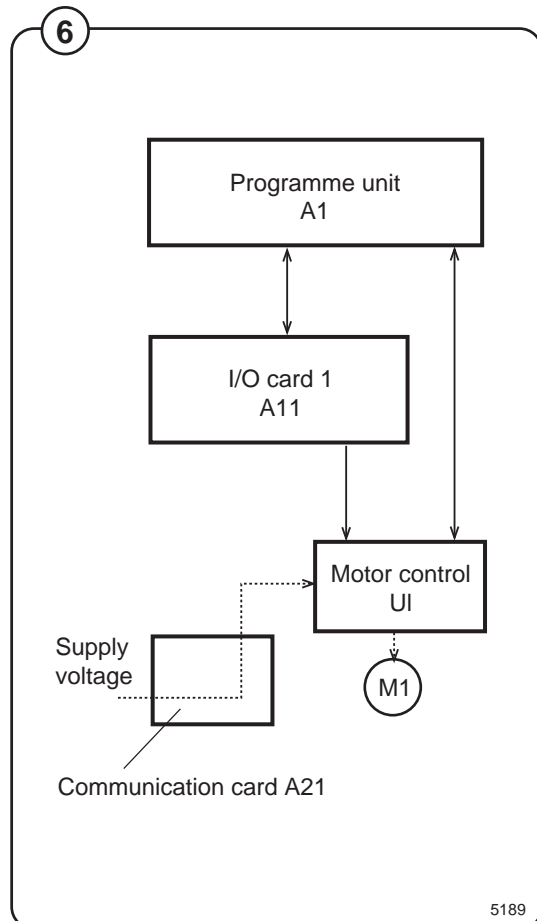 6
Programme unit
A1
I/O card 1
A11
Motor control
UI
Supply
voltage
M1
Communication card A21
5189